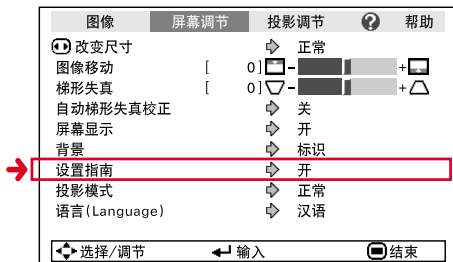 图像 屏幕调节 投影调节 ? 帮助
改变尺寸 正常
图像移动 [ 0] - +
梯形失真 [ 0] - +
自动梯形失真校正 关
屏幕显示 开
背景 标识
设置指南 开
投影模式 正常
语言(Language) 汉语
选择/调节 输入 结束